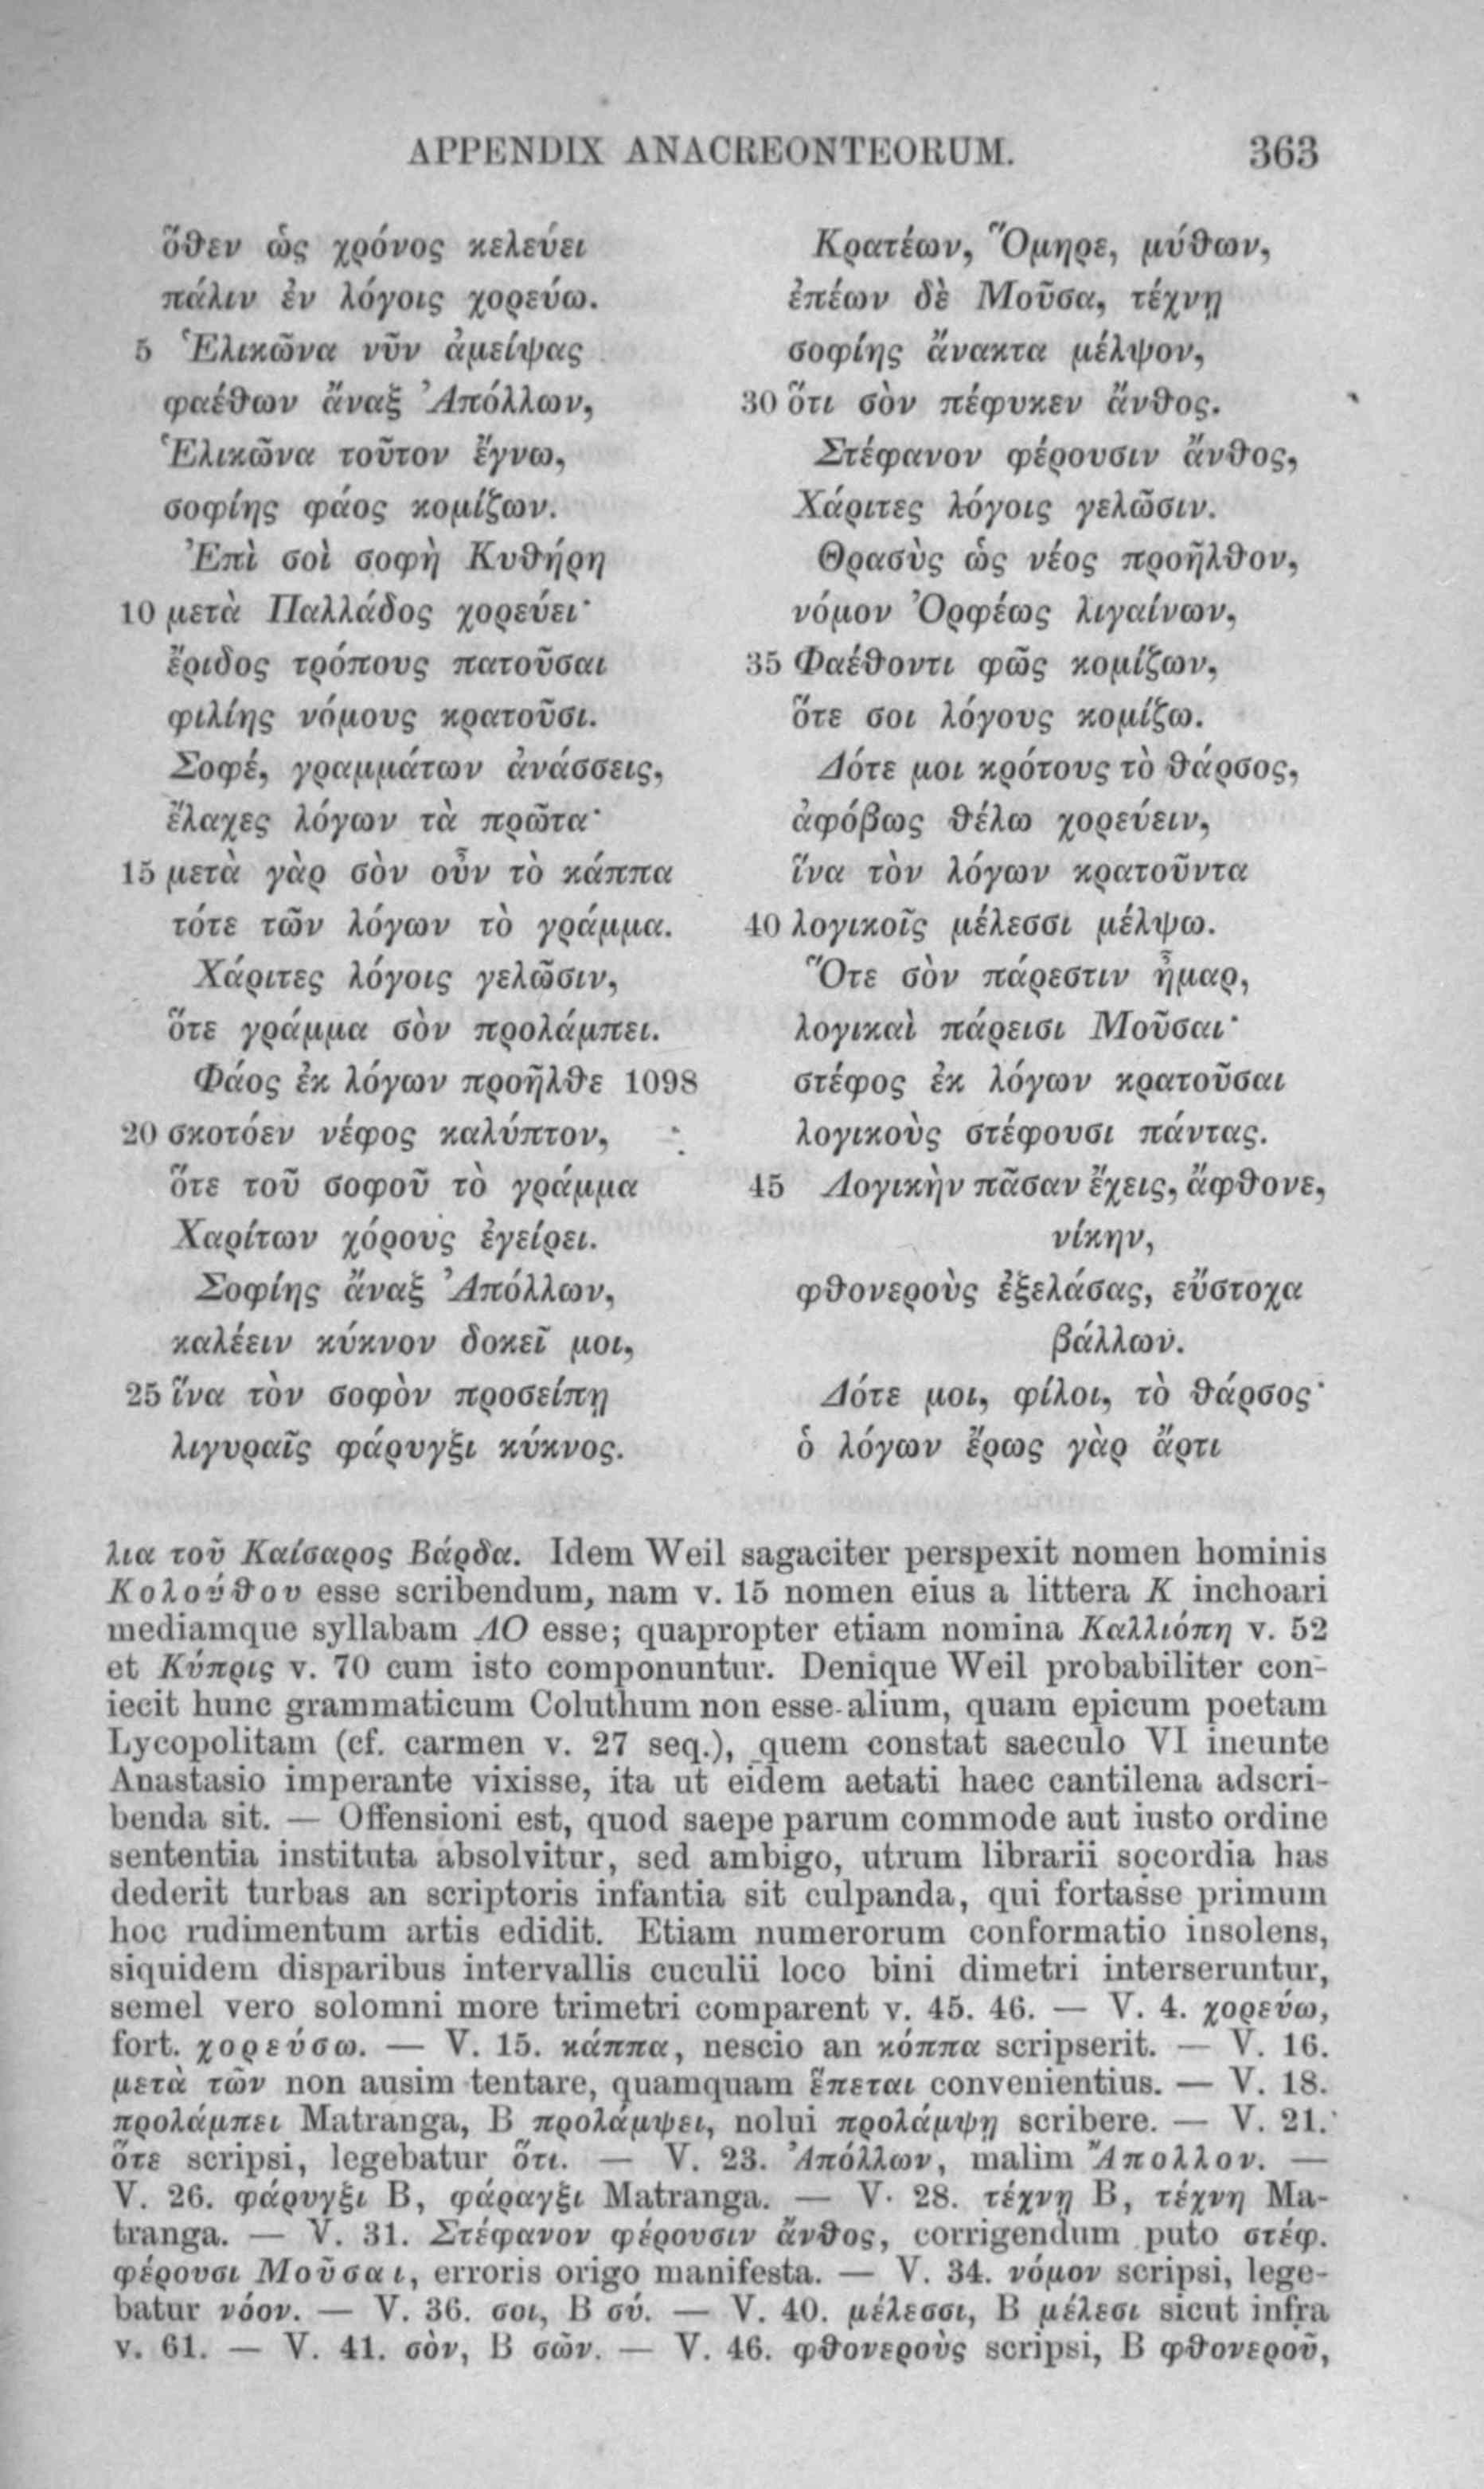 APPENDIX ANACREONTEORUM. 363
ὅθεν ὡς χρόνος κελεύει
πάλιν ἐν λόγοις χορεύω.
5 Ἑλικῶνα νῦν ἀμείψας
φαέθων ἄναξ Ἀπόλλων,
Ἑλικῶνα τοῦτον ἔγνω,
σοφίης φάος κομίζων.
Ἐπὶ σοὶ σοφὴ Κυθήρη
10 μετὰ Παλλάδος χορεύει·
ἔριδος τρόπους πατοῦσαι
φιλίης νόμους κρατοῦσι.
Σοφέ, γραμμάτων ἀνάσσεις,
ἔλαχες λόγων τὰ πρῶτα·
15 μετὰ γὰρ σὸν οὖν τὸ κάππα
τότε τῶν λόγων τὸ γράμμα.
Χάριτες λόγοις γελῶσιν,
ὅτε γράμμα σὸν προλάμπει.
Φάος ἐκ λόγων προῆλθε 1098
20 σκοτόεν νέφος καλύπτον,
ὅτε τοῦ σοφοῦ τὸ γράμμα
Χαρίτων χόρους ἐγείρει.
Σοφίης ἄναξ Ἀπόλλων,
καλέειν κύκνον δοκεῖ μοι,
25 ἵνα τὸν σοφὸν προσείπῃ
λιγυραῖς φάρυγξι κύκνος.
Κρατέων, Ὅμηρε, μύθων,
ἐπέων δὲ Μοῦσα, τέχνῃ
σοφίης ἄνακτα μέλψον,
30 ὅτι σὸν πέφυκεν ἄνθος.
Στέφανον φέρουσιν ἄνθος,
Χάριτες λόγοις γελῶσιν.
Θρασὺς ὡς νέος προῆλθον,
νόμον Ὀρφέως λιγαίνων,
35 Φαέθοντι φῶς κομίζων,
ὅτε σοι λόγους κομίζω.
Δότε μοι κρότους τὸ θάρσος,
ἀφόβως θέλω χορεύειν,
ἵνα τὸν λόγων κρατοῦντα
40 λογικοῖς μέλεσσι μέλψω.
Ὅτε σὸν πάρεστιν ἦμαρ,
λογικαὶ πάρεισι Μοῦσαι·
στέφος ἐκ λόγων κρατοῦσαι
λογικοὺς στέφουσι πάντας.
45 Λογικὴν πᾶσαν ἔχεις, ἄφθονε,
νίκην,
φθονεροὺς ἐξελάσας, εὔστοχα
βάλλων.
Δότε μοι, φίλοι, τὸ θάρσος·
ὁ λόγων ἔρως γὰρ ἄρτι
λια τοῦ Καίσαρος Βάρδα. Idem Weil sagaciter perspexit nomen hominis
Κολούθου esse scribendum, nam v. 15 nomen eius a littera K inchoari
mediamque syllabam ΛΟ esse; quapropter etiam nomina Καλλιόπη v. 52
et Κύπρις v. 70 cum isto componuntur. Denique Weil probabiliter con-
iecit hunc grammaticum Coluthum non esse alium, quam epicum poetam
Lycopolitam (cf. carmen v. 27 seq.), quem constat saeculo VI ineunte
Anastasio imperante vixisse, ita ut eidem aetati haec cantilena adscri-
benda sit. — Offensioni est, quod saepe parum commode aut iusto ordine
sententia instituta absolvitur, sed ambigo, utrum librarii socordia has
dederit turbas an scriptoris infantia sit culpanda, qui fortasse primum
hoc rudimentum artis edidit. Etiam numerorum conformatio insolens,
siquidem disparibus intervallis cuculii loco bini dimetri interseruntur,
semel vero solomni more trimetri comparent v. 45. 46. — V. 4. χορεύω,
fort. χορεύσω. — V. 15. κάππα, nescio an κόππα scripserit. — V. 16.
μετὰ τῶν non ausim tentare, quamquam ἕπεται convenientius. — V. 18.
προλάμπει Matranga, B προλάμψει, nolui προλάμψῃ scribere. — V. 21.
ὅτε scripsi, legebatur ὅτι. — V. 23. Ἀπόλλων, malim Ἄπολλον. —
V. 26. φάρυγξι B, φάραγξι Matranga. — V. 28. τέχνῃ B, τέχνη Ma-
tranga. — V. 31. Στέφανον φέρουσιν ἄνθος, corrigendum puto στέφ.
φέρουσι Μοῦσαι, erroris origo manifesta. — V. 34. νόμον scripsi, lege-
batur νόον. — V. 36. σοι, B σύ. — V. 40. μέλεσσι, B μέλεσι sicut infra
v. 61. — V. 41. σὸν, B σῶν. — V. 46. φθονεροὺς scripsi, B φθονεροῦ,